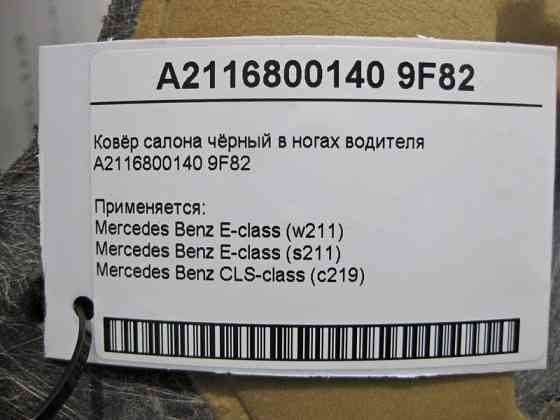 A2116800140 9F82
Ковёр салона чёрный в ногах водителя
A2116800140 9F82
Применяется:
Mercedes Benz E-class (w211)
Mercedes Benz E-class (s211)
Mercedes Benz CLS-class (c219)